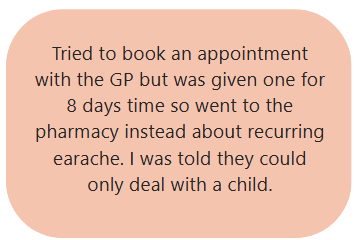 Tried to book an appointment
with the GP but was given one for
8 days time so went to the
pharmacy instead about recurring
earache. I was told they could
only deal with a child.